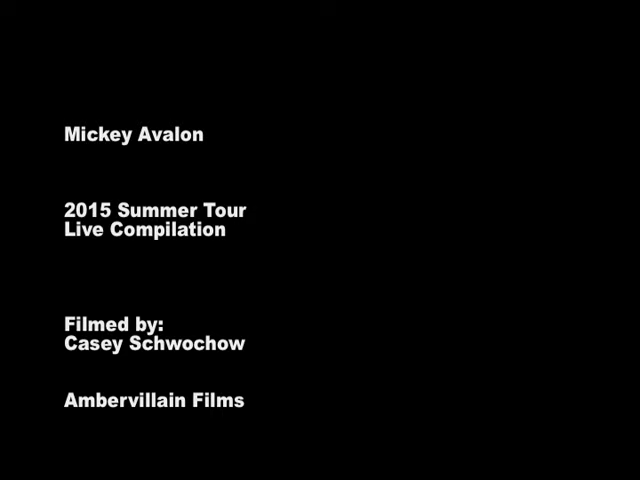 Mickey Avalon
2015 Summer Tour
Live Compilation
Filmed by:
Casey Schwochow
Ambervillain Films